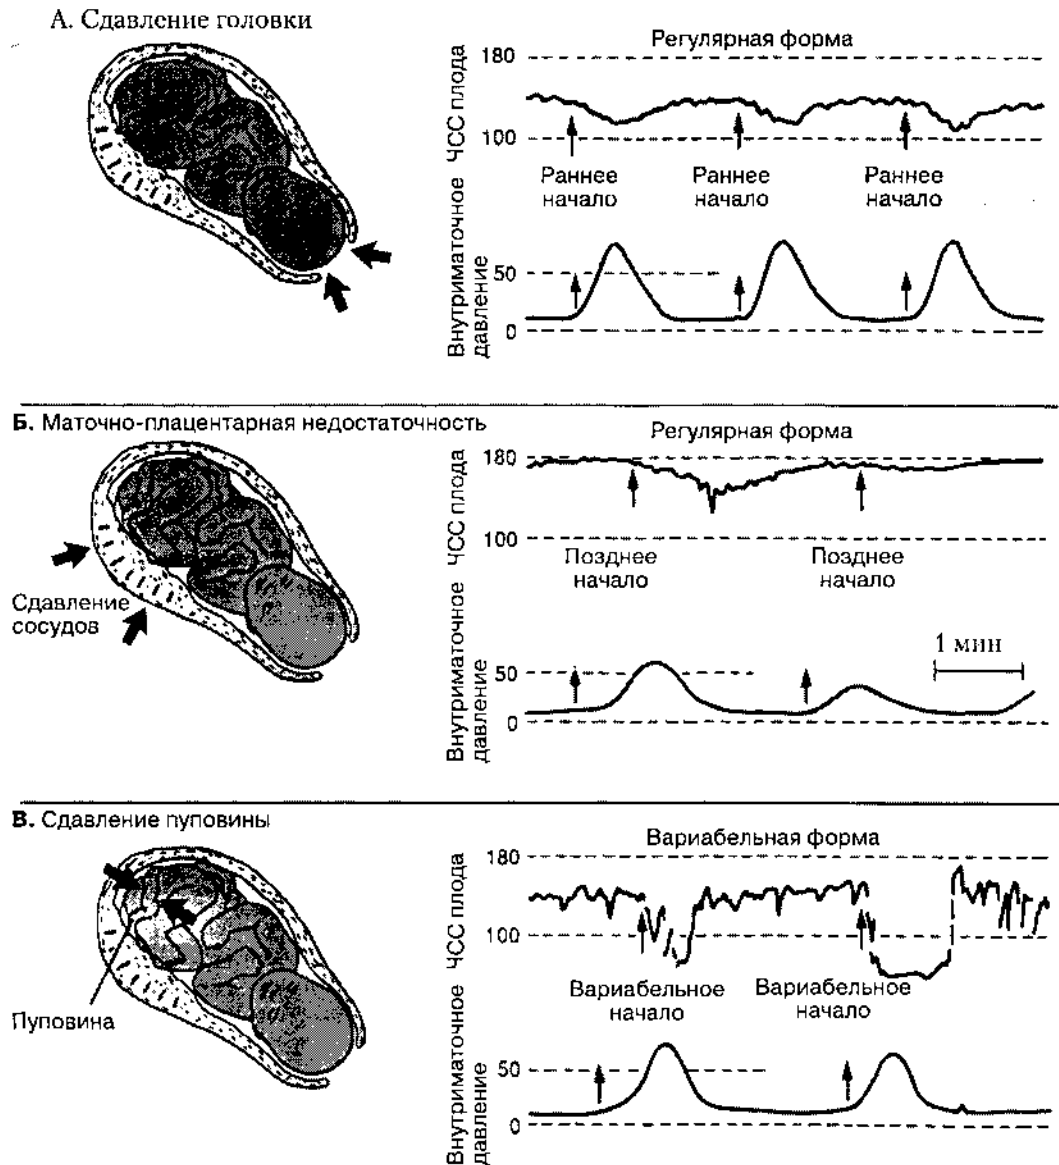 А. Сдавление головки
Регулярная форма
ЧСС плода
180
100
Раннее
начало
Раннее
начало
Раннее
начало
Внутриматочное
давление
50
0
Б. Маточно-плацентарная недостаточность
Сдавление
сосудов
Регулярная форма
ЧСС плода
180
100
Позднее
начало
Позднее
начало
Внутриматочное
давление
50
0
1 мин
В. Сдавление пуповины
Пуповина
Вариабельная форма
ЧСС плода
180
100
Вариабельное
начало
Вариабельное
начало
Внутриматочное
давление
50
0